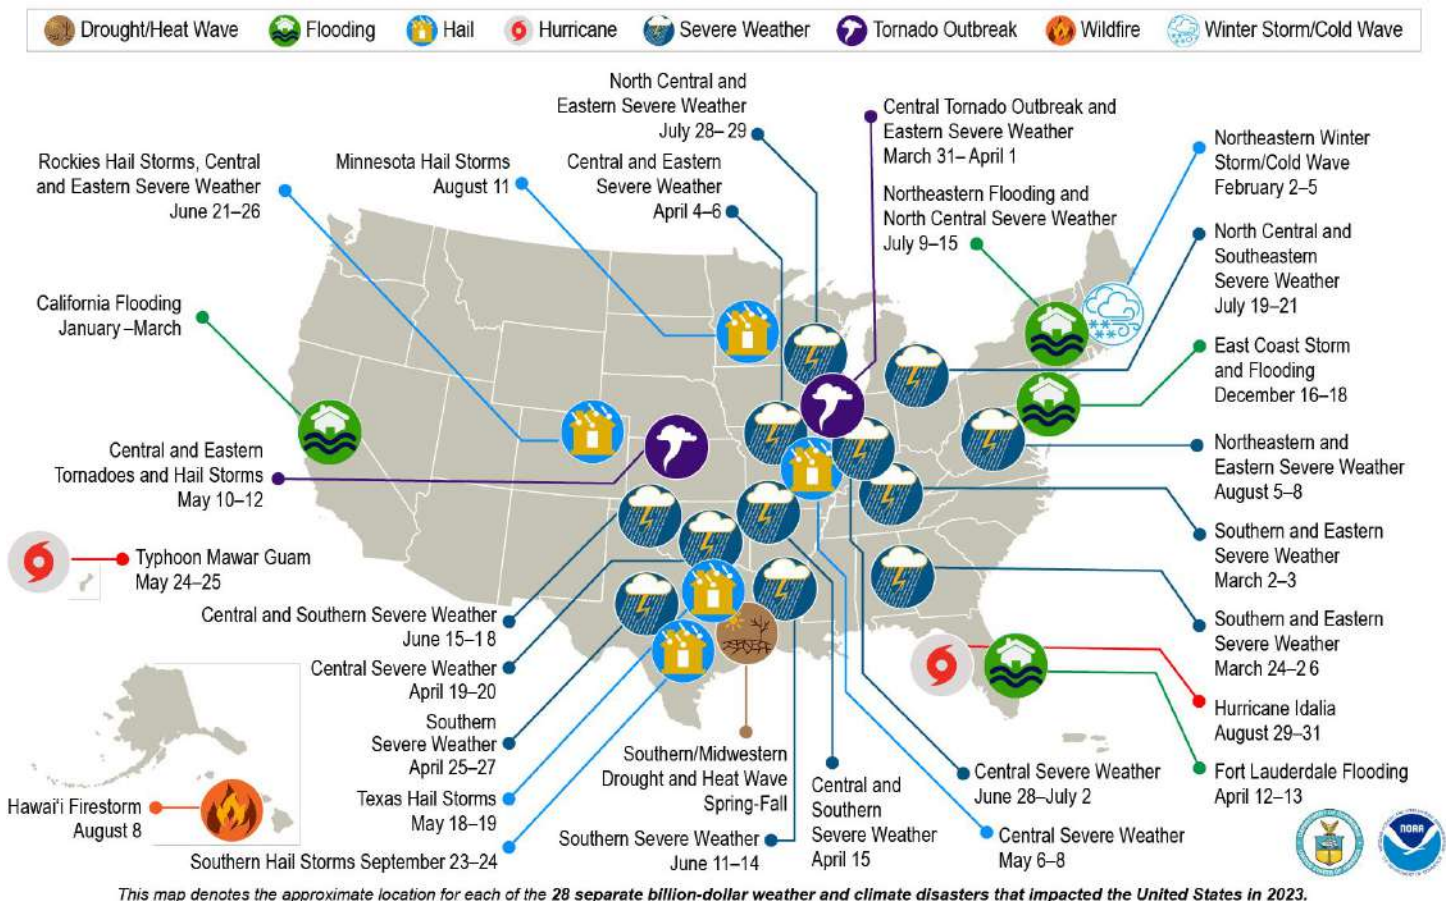 Drought/Heat Wave
Flooding
Hail
Hurricane
Severe Weather
Tornado Outbreak
Wildfire
Winter Storm/Cold Wave
North Central and
Eastern Severe Weather
July 28–29
Central Tornado Outbreak and
Eastern Severe Weather
March 31–April 1
Northeastern Winter
Storm/Cold Wave
February 2–5
Rockies Hail Storms, Central
and Eastern Severe Weather
June 21–26
Minnesota Hail Storms
August 11
Central and Eastern
Severe Weather
April 4–6
Northeastern Flooding and
North Central Severe Weather
July 9–15
North Central and
Southeastern
Severe Weather
July 19–21
California Flooding
January–March
East Coast Storm
and Flooding
December 16–18
Central and Eastern
Tornadoes and Hail Storms
May 10–12
Northeastern and
Eastern Severe Weather
August 5–8
Southern and Eastern
Severe Weather
March 2–3
Typhoon Mawar Guam
May 24–25
Central and Southern Severe Weather
June 15–18
Southern and Eastern
Severe Weather
March 24–26
Central Severe Weather
April 19–20
Southern
Severe Weather
April 25–27
Hurricane Idalia
August 29–31
Southern/Midwestern
Drought and Heat Wave
Spring-Fall
Central and
Southern
Severe Weather
April 15
Central Severe Weather
June 28–July 2
Fort Lauderdale Flooding
April 12–13
Texas Hail Storms
May 18–19
Hawai‘i Firestorm
August 8
Southern Severe Weather
June 11–14
Central Severe Weather
May 6–8
Southern Hail Storms September 23–24
NOAA
This map denotes the approximate location for each of the 28 separate billion-dollar weather and climate disasters that impacted the United States in 2023.